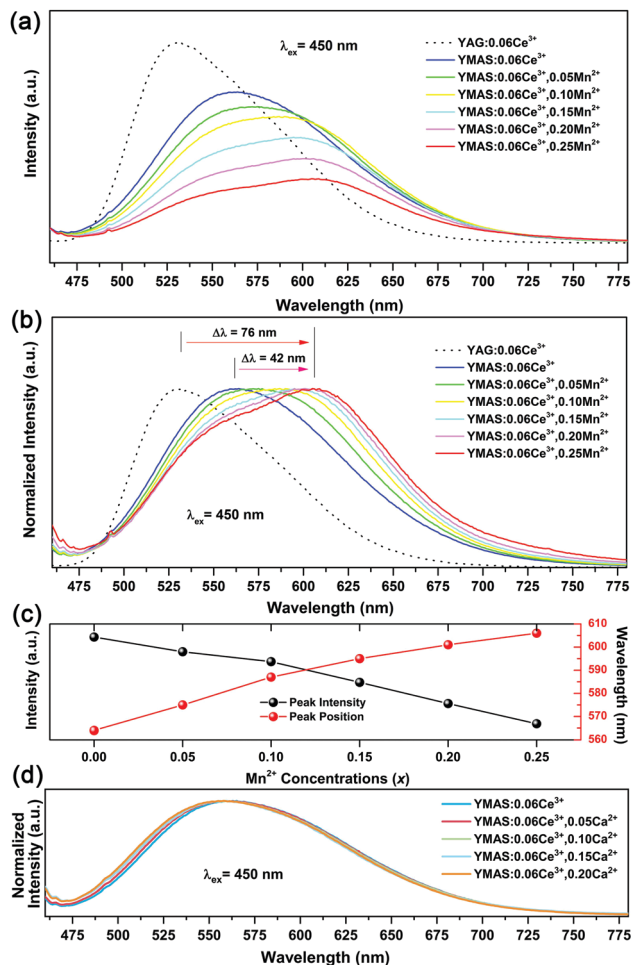 (a)
λex= 450 nm
YAG:0.06Ce³⁺
YMAS:0.06Ce³⁺
YMAS:0.06Ce³⁺,0.05Mn²⁺
YMAS:0.06Ce³⁺,0.10Mn²⁺
YMAS:0.06Ce³⁺,0.15Mn²⁺
YMAS:0.06Ce³⁺,0.20Mn²⁺
YMAS:0.06Ce³⁺,0.25Mn²⁺
Intensity (a.u.)
475 500 525 550 575 600 625 650 675 700 725 750 775
Wavelength (nm)
(b)
Δλ = 76 nm
Δλ = 42 nm
YAG:0.06Ce³⁺
YMAS:0.06Ce³⁺
YMAS:0.06Ce³⁺,0.05Mn²⁺
YMAS:0.06Ce³⁺,0.10Mn²⁺
YMAS:0.06Ce³⁺,0.15Mn²⁺
YMAS:0.06Ce³⁺,0.20Mn²⁺
YMAS:0.06Ce³⁺,0.25Mn²⁺
λex= 450 nm
Normalized Intensity (a.u.)
475 500 525 550 575 600 625 650 675 700 725 750 775
Wavelength (nm)
(c)
Intensity (a.u.)
Peak Intensity
Peak Position
610
600
590
580
570
560
Wavelength (nm)
0.00 0.05 0.10 0.15 0.20 0.25
Mn²⁺ Concentrations (x)
(d)
YMAS:0.06Ce³⁺
YMAS:0.06Ce³⁺,0.05Ca²⁺
YMAS:0.06Ce³⁺,0.10Ca²⁺
YMAS:0.06Ce³⁺,0.15Ca²⁺
YMAS:0.06Ce³⁺,0.20Ca²⁺
λex= 450 nm
Normalized
Intensity (a.u.)
475 500 525 550 575 600 625 650 675 700 725 750 775
Wavelength (nm)